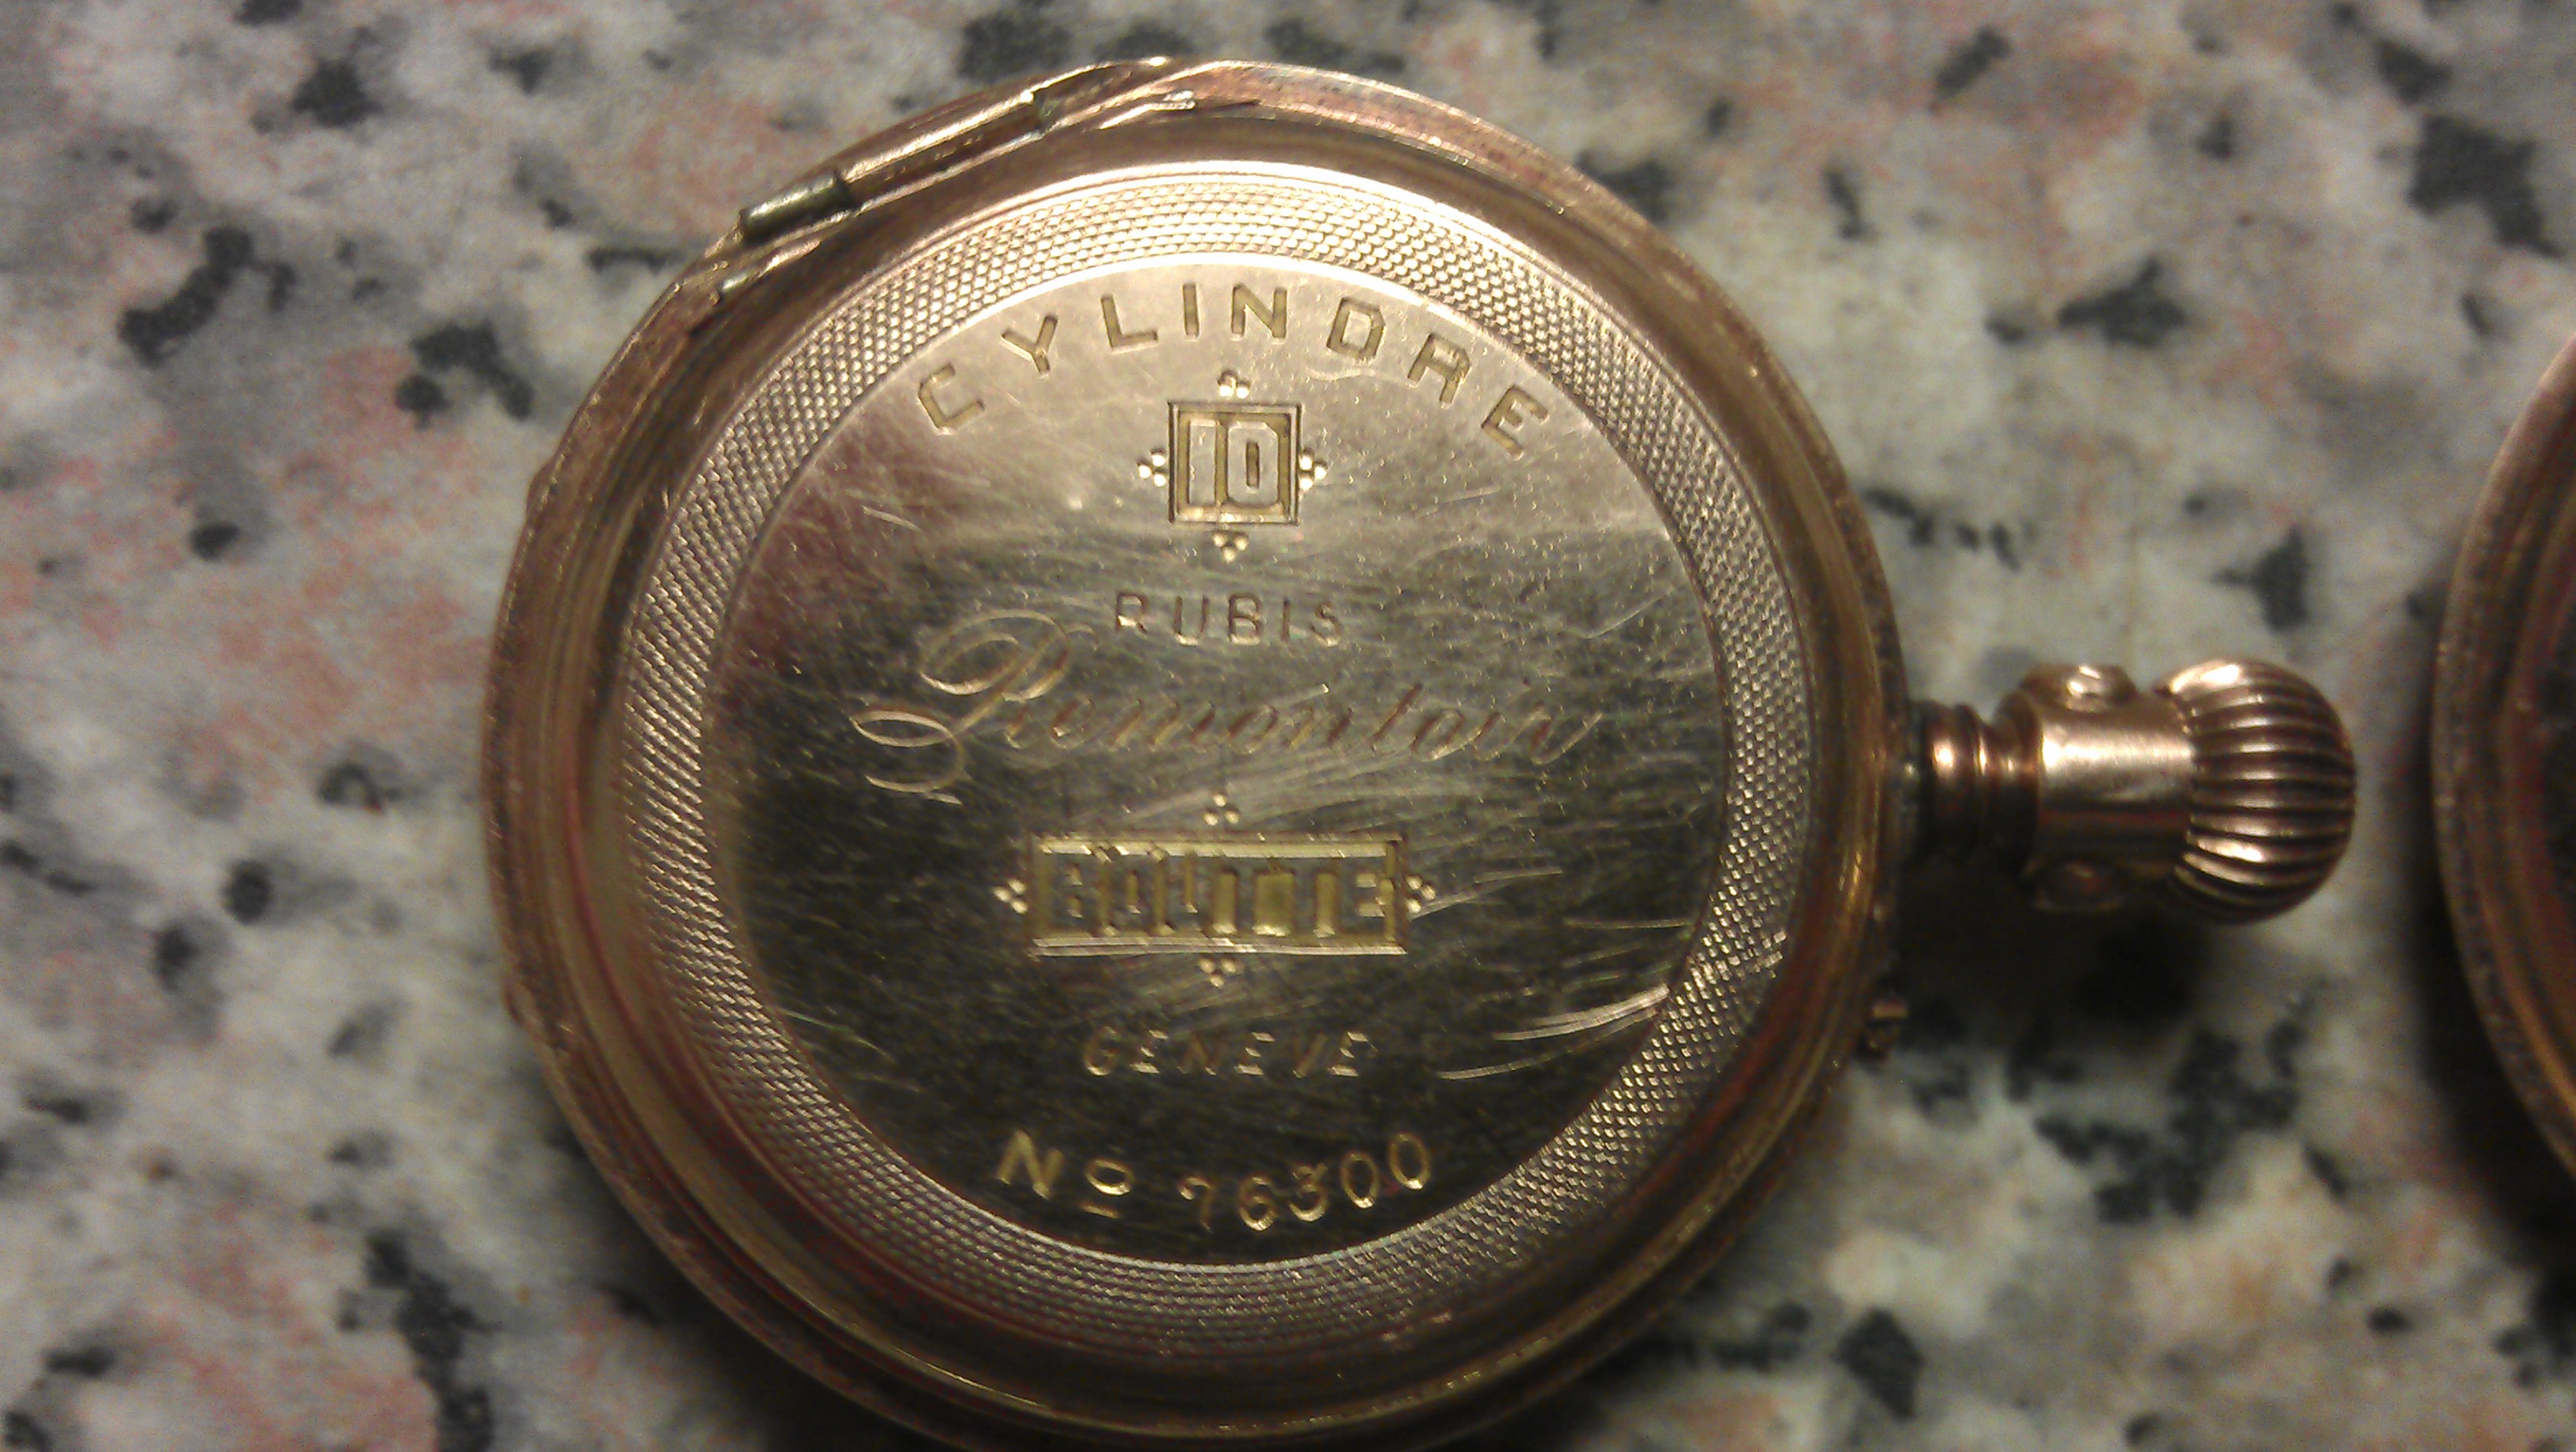 CYLINDRE
10
RUBIS
Remontoir
GENEVE
No 76300